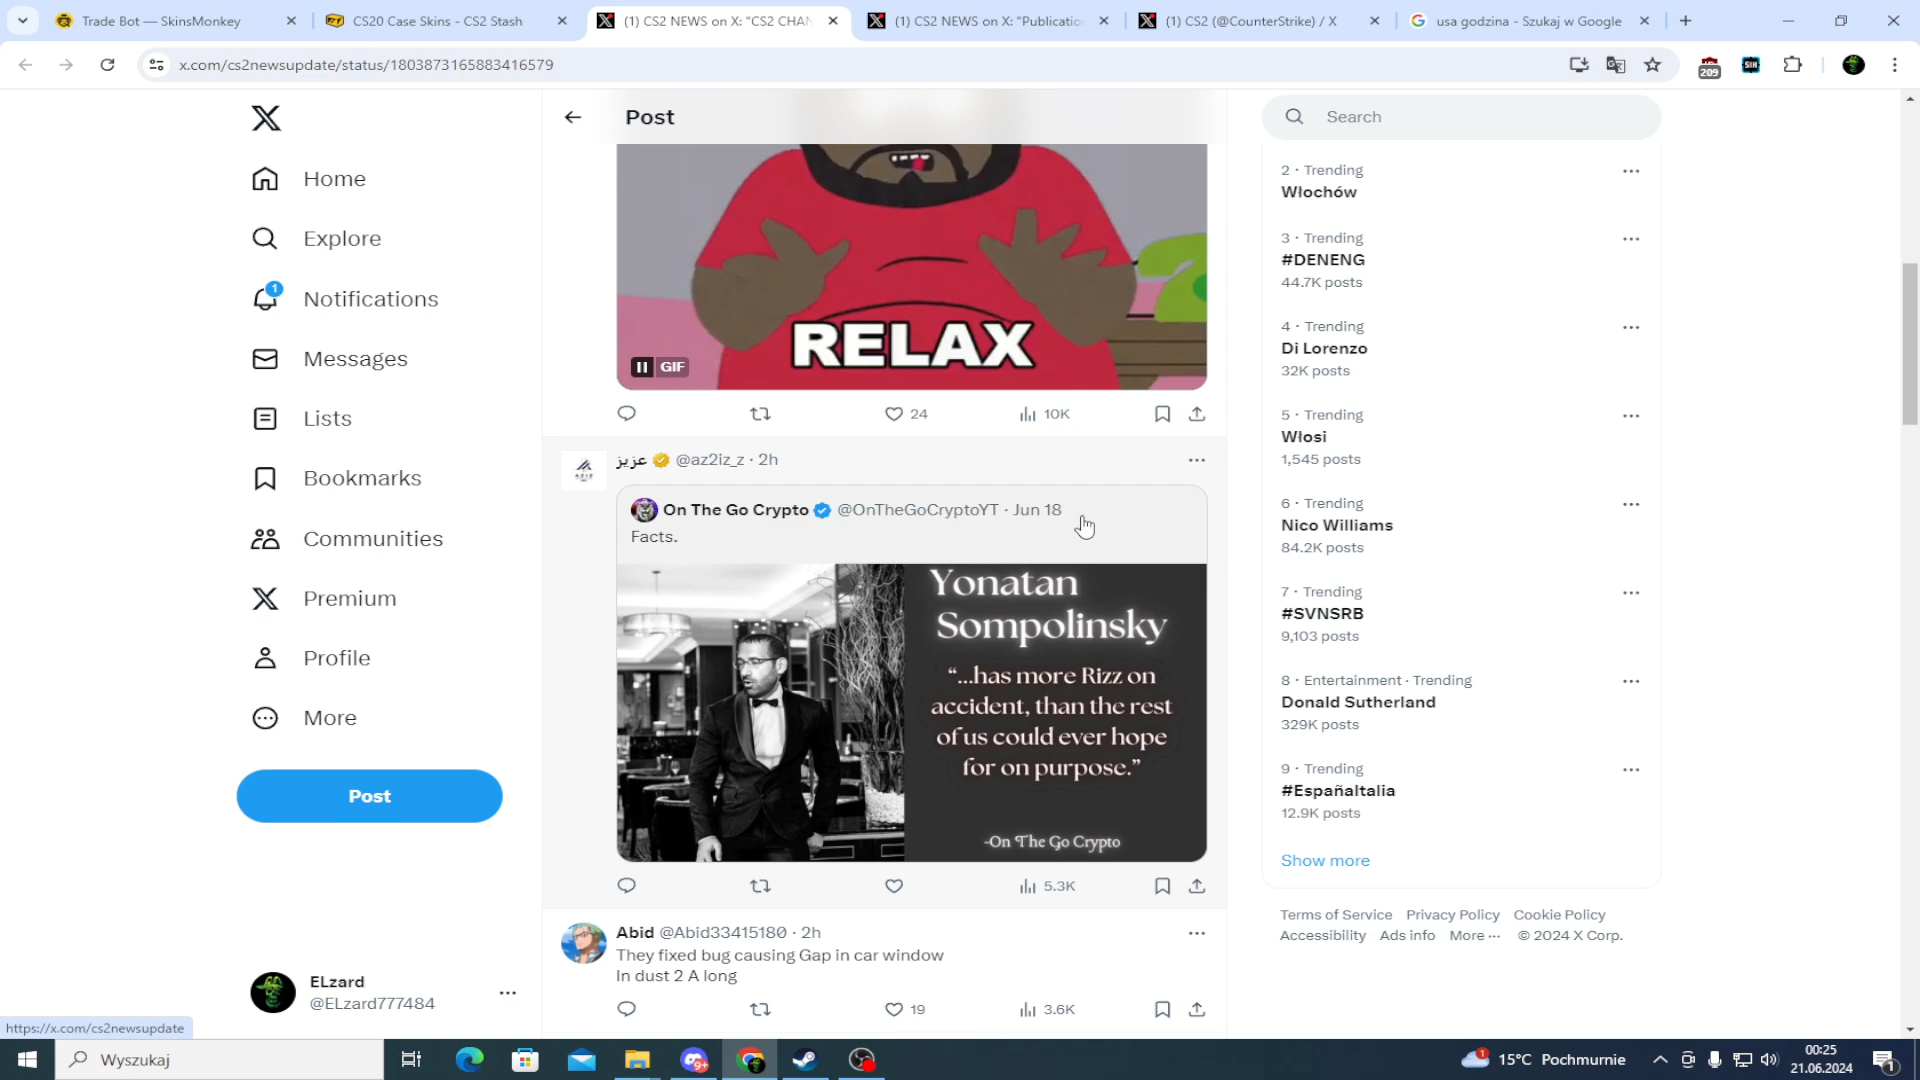 Trade Bot — SkinsMonkey
CS20 Case Skins - CS2 Stash
(1) CS2 NEWS on X: "CS2 CHAN
(1) CS2 NEWS on X: "Publicatio
(1) CS2 (@CounterStrike) / X
usa godzina - Szukaj w Google
x.com/cs2newsupdate/status/1803873165883416579
209
SIH
Home
Explore
1
Notifications
Messages
Lists
Bookmarks
Communities
Premium
Profile
More
Post
ELzard
@ELzard777484
https://x.com/cs2newsupdate
Post
RELAX
GIF
24
10K
عزيز @az2iz_z · 2h
On The Go Crypto @OnTheGoCryptoYT · Jun 18
Facts.
Yonatan
Sompolinsky
“...has more Rizz on
accident, than the rest
of us could ever hope
for on purpose.”
-On The Go Crypto
5.3K
Abid @Abid33415180 · 2h
They fixed bug causing Gap in car window
In dust 2 A long
19
3.6K
Search
2 · Trending
Włochów
3 · Trending
#DENENG
44.7K posts
4 · Trending
Di Lorenzo
32K posts
5 · Trending
Włosi
1,545 posts
6 · Trending
Nico Williams
84.2K posts
7 · Trending
#SVNSRB
9,103 posts
8 · Entertainment · Trending
Donald Sutherland
329K posts
9 · Trending
#EspañaItalia
12.9K posts
Show more
Terms of Service Privacy Policy Cookie Policy
Accessibility Ads info More ··· © 2024 X Corp.
Wyszukaj
9+
15°C Pochmurnie
00:25
21.06.2024
1